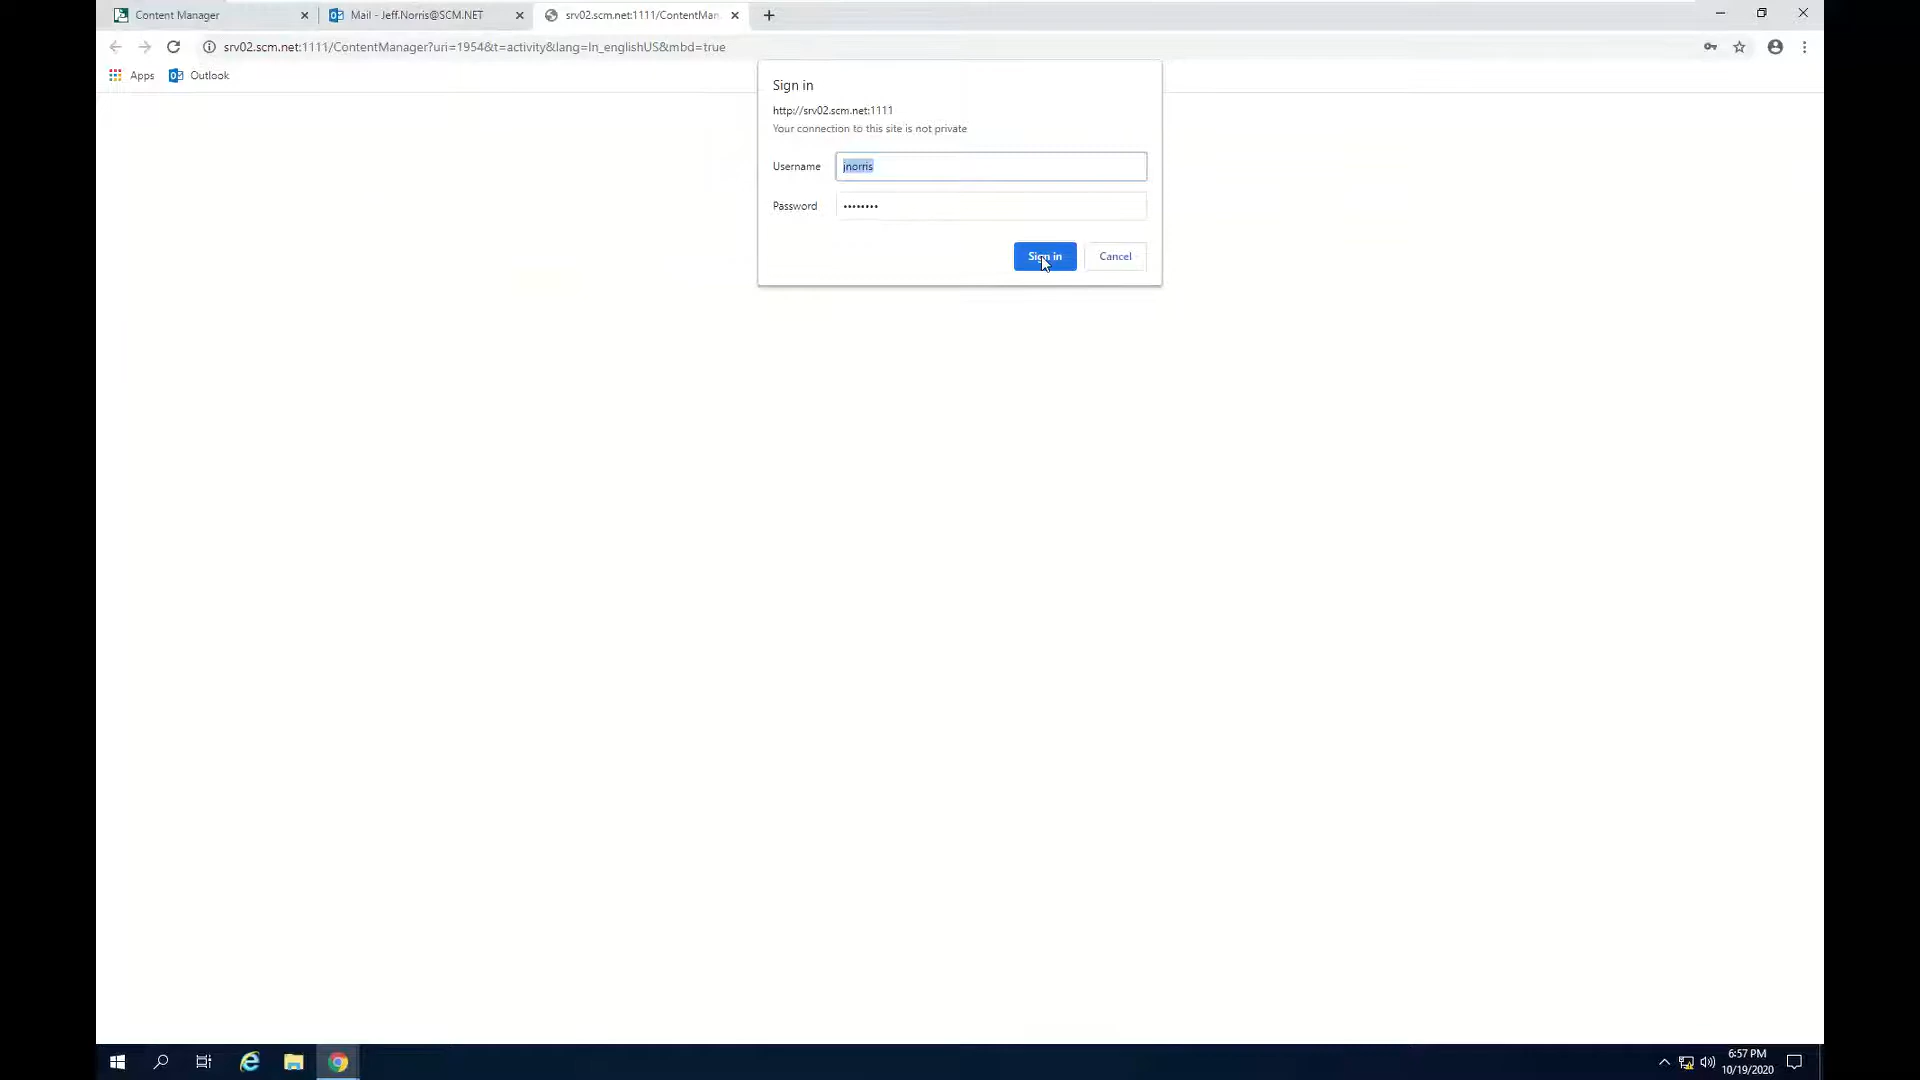 Content Manager
Mail - Jeff.Norris@SCM.NET
srv02.scm.net:1111/ContentMan
srv02.scm.net:1111/ContentManager?uri=1954&t=activity&lang=ln_englishUS&mbd=true
Apps
Outlook
Sign in
http://srv02.scm.net:1111
Your connection to this site is not private
Username
jnorris
Password
••••••••
Sign in
Cancel
6:57 PM
10/19/2020